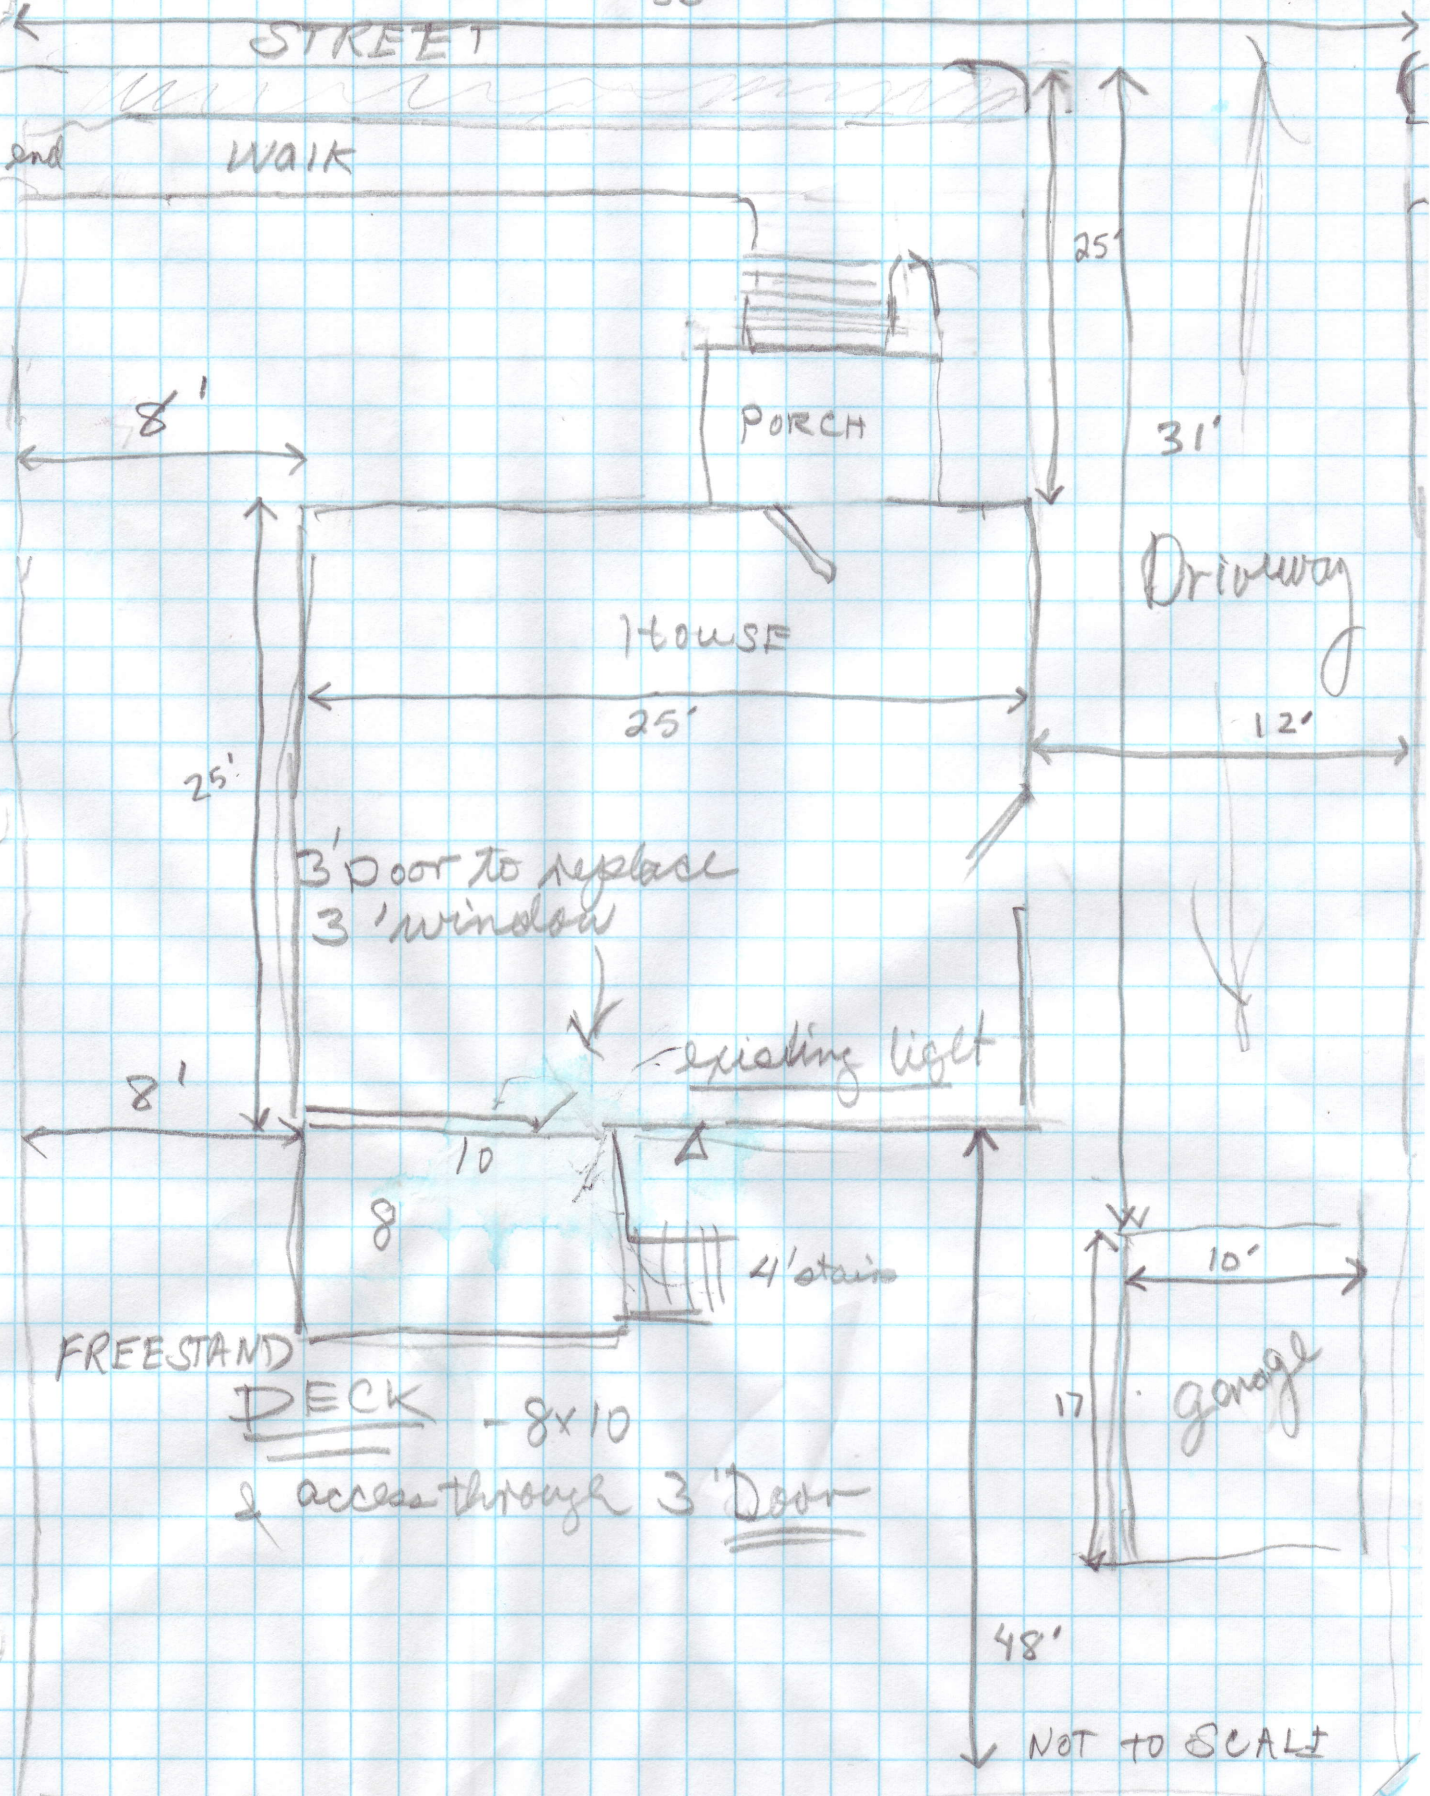 STREET
end
Walk
25'
8'
31'
PORCH
Driveway
House
25'
12'
25'
3' Door to replace
3' window
existing light
8'
10
8
4' stairs
10'
FREESTAND
DECK - 8x10
17
garage
& access through 3' Door
48'
NOT TO SCALE